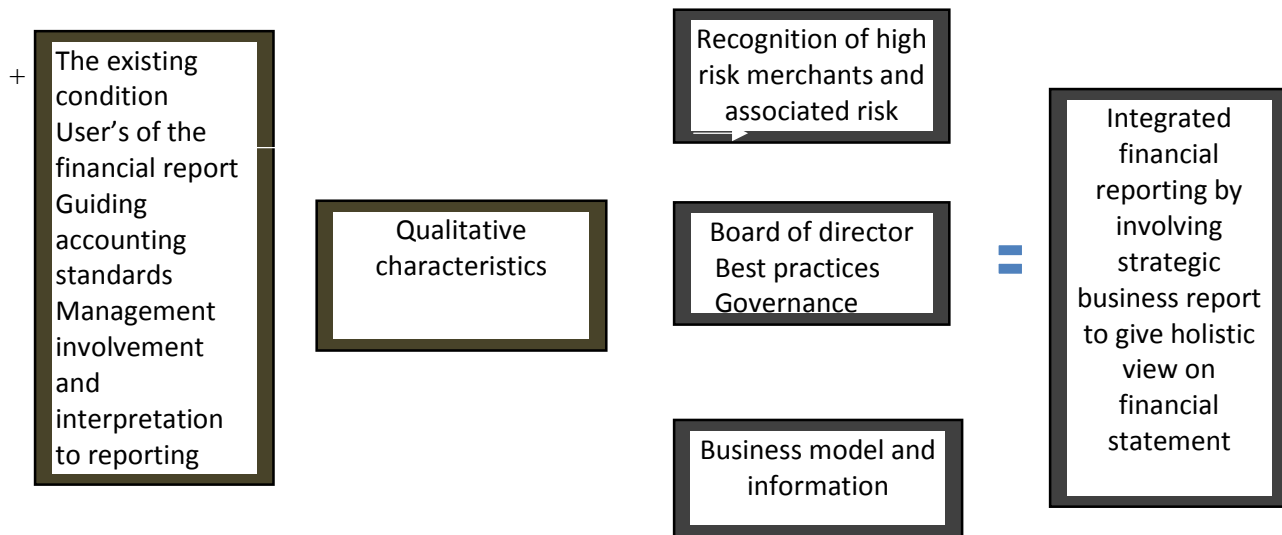 +
The existing
condition
User’s of the
financial report
Guiding
accounting
standards
Management
involvement
and
interpretation
to reporting
Qualitative
characteristics
Recognition of high
risk merchants and
associated risk
Board of director
Best practices
Governance
Business model and
information
=
Integrated
financial
reporting by
involving
strategic
business report
to give holistic
view on
financial
statement